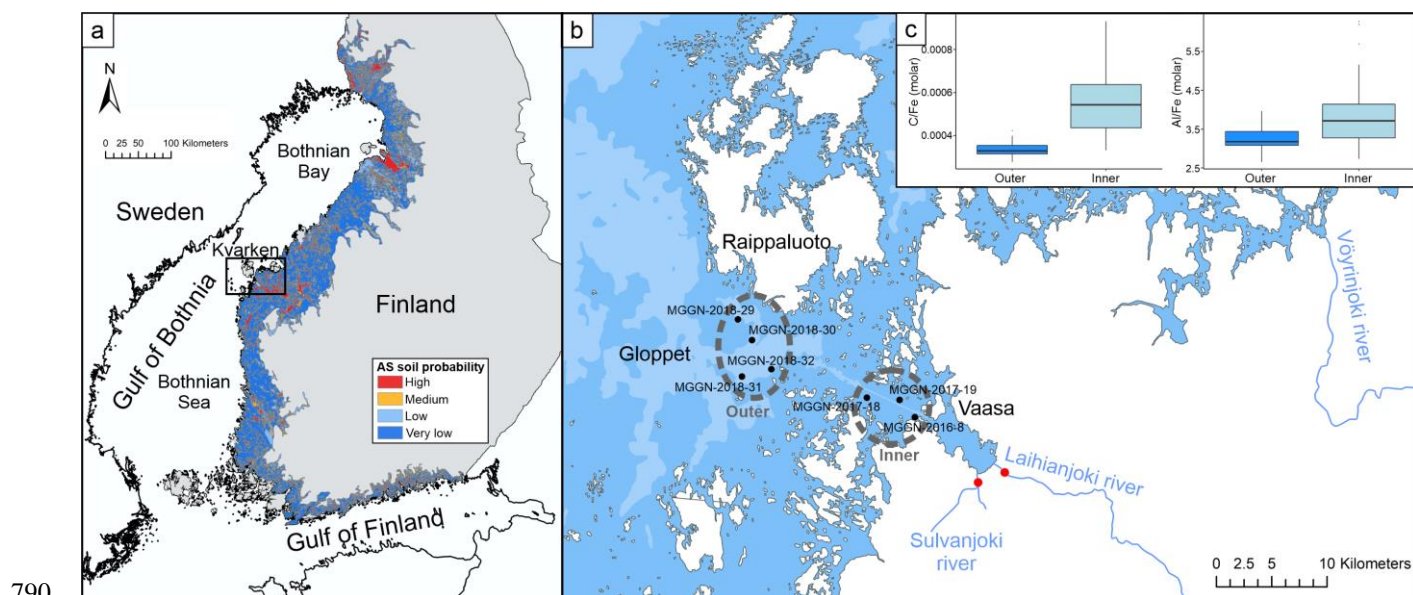 a
N
0 25 50 100 Kilometers
Bothnian
Bay
Sweden
Kvarken
Gulf of Bothnia
Finland
Bothnian
Sea
AS soil probability
High
Medium
Low
Very low
Gulf of Finland
b
Raippaluoto
MGGN-2018-29
MGGN-2018-30
Gloppet
MGGN-2018-32
MGGN-2018-31
Outer
MGGN-2017-19
MGGN-2017-18
Vaasa
MGGN-2016-8
Inner
Laihianjoki river
Sulvanjoki
river
Vöyrinjoki river
0 2.5 5 10 Kilometers
c
C/Fe (molar)
0.0008
0.0006
0.0004
Outer
Inner
Al/Fe (molar)
5.5
4.5
3.5
2.5
Outer
Inner
790